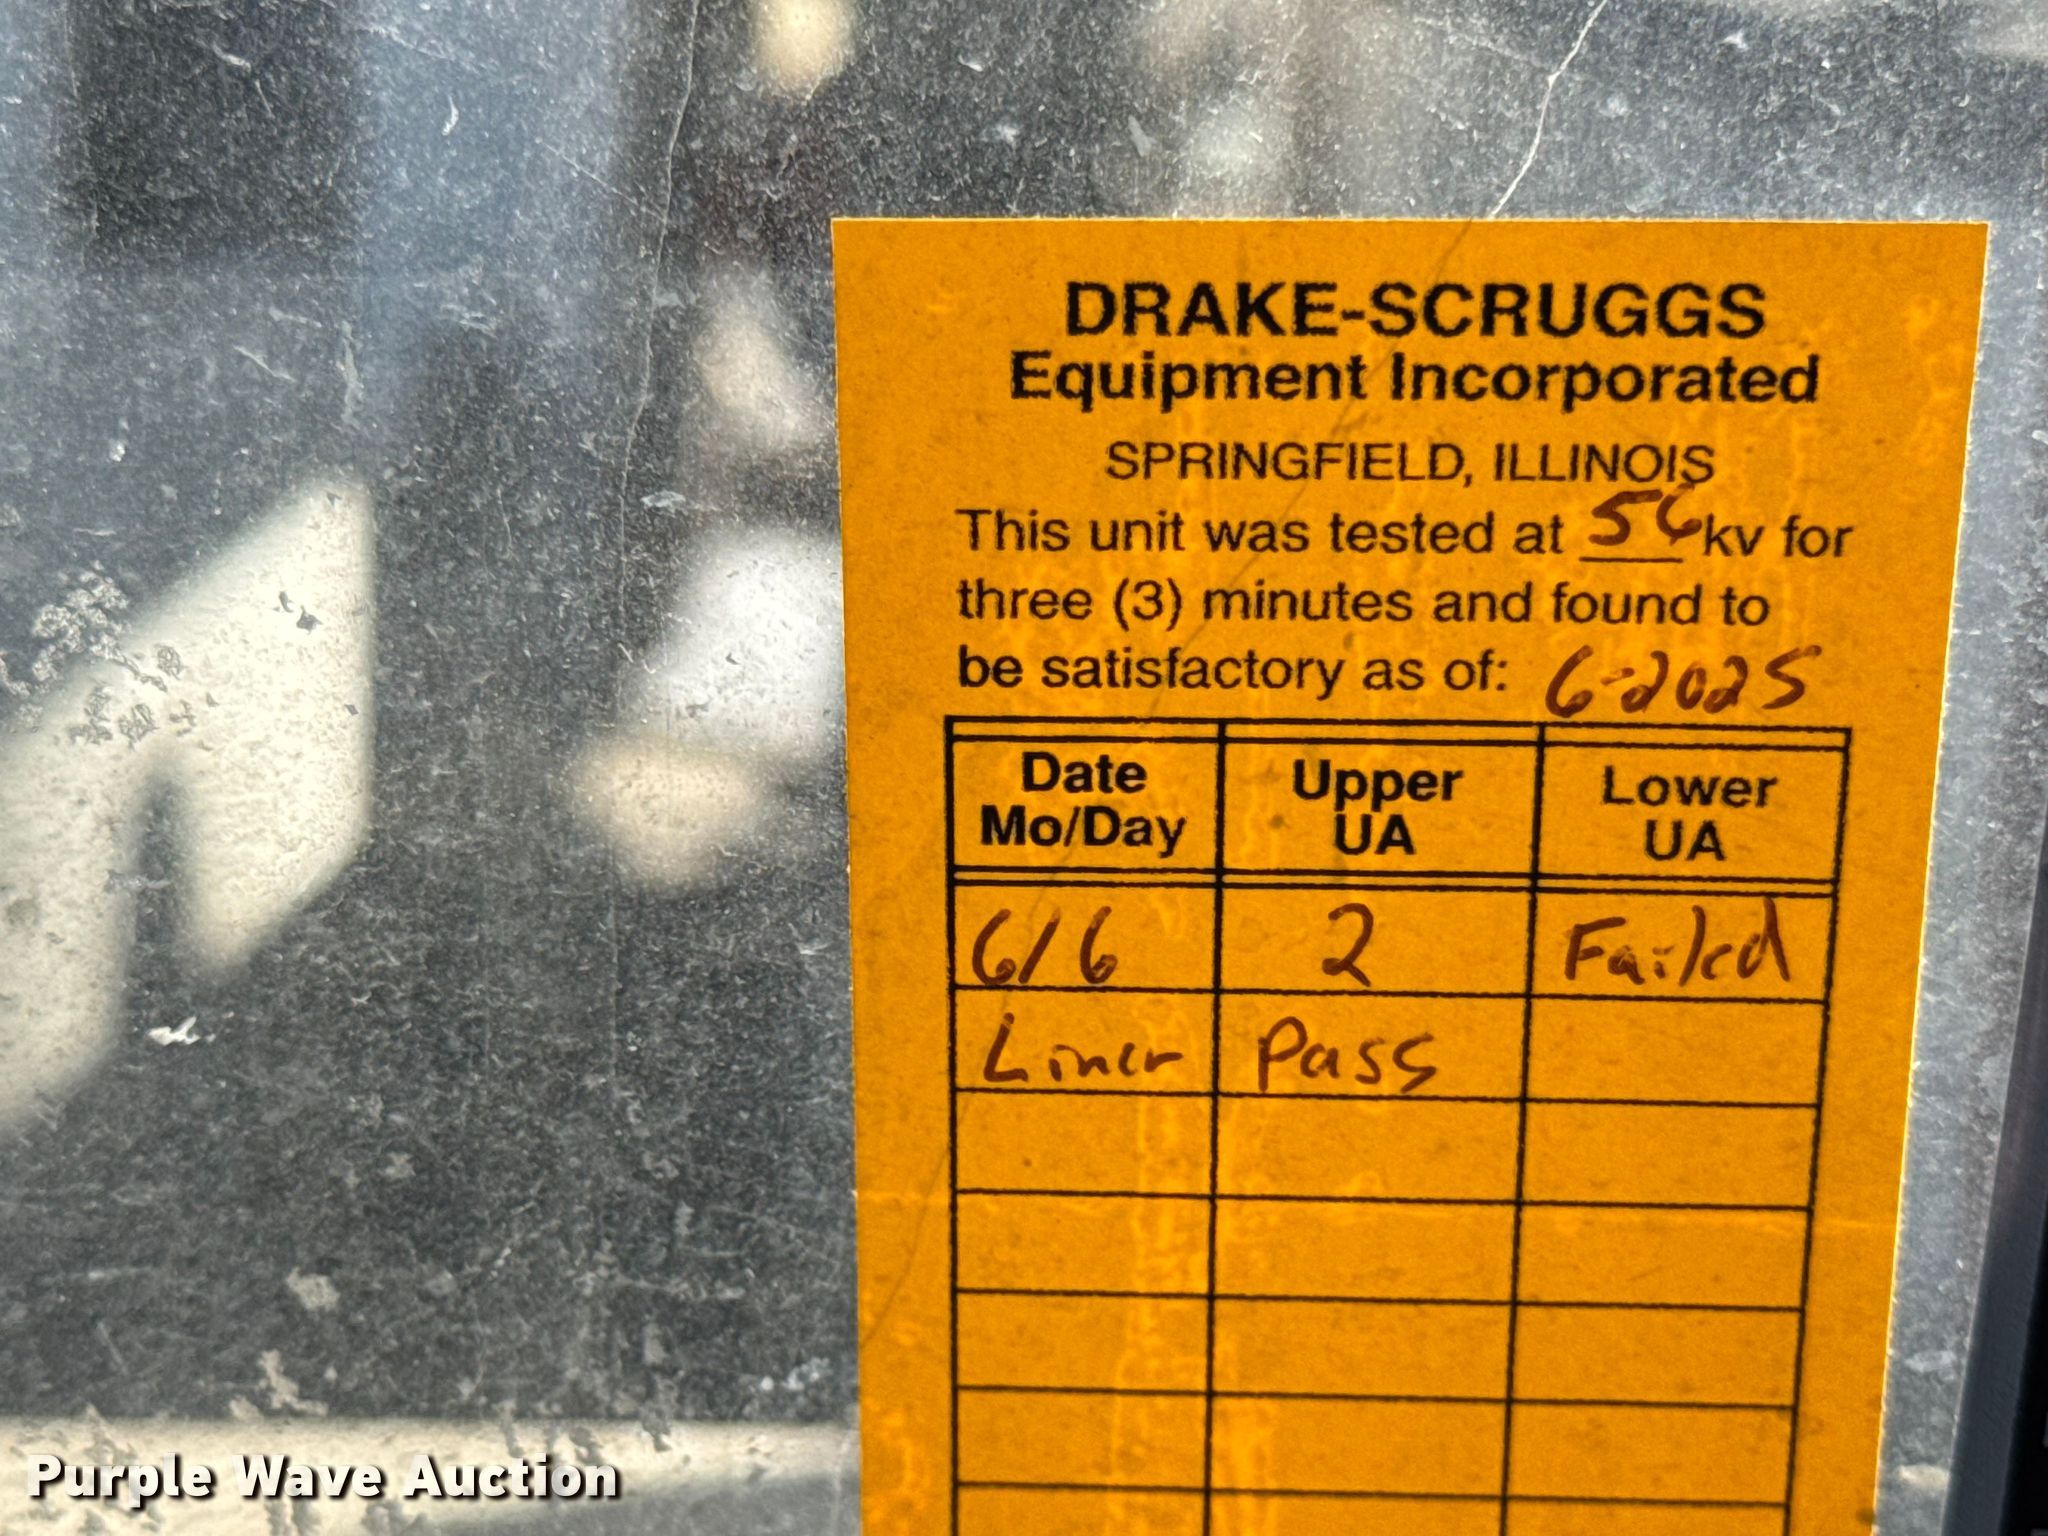 DRAKE-SCRUGGS
Equipment Incorporated
SPRINGFIELD, ILLINOIS
This unit was tested at 56 kv for
three (3) minutes and found to
be satisfactory as of: 6-2025
Date Mo/Day Upper UA Lower UA
6/6 2 Failed
Liner Pass
Purple Wave Auction